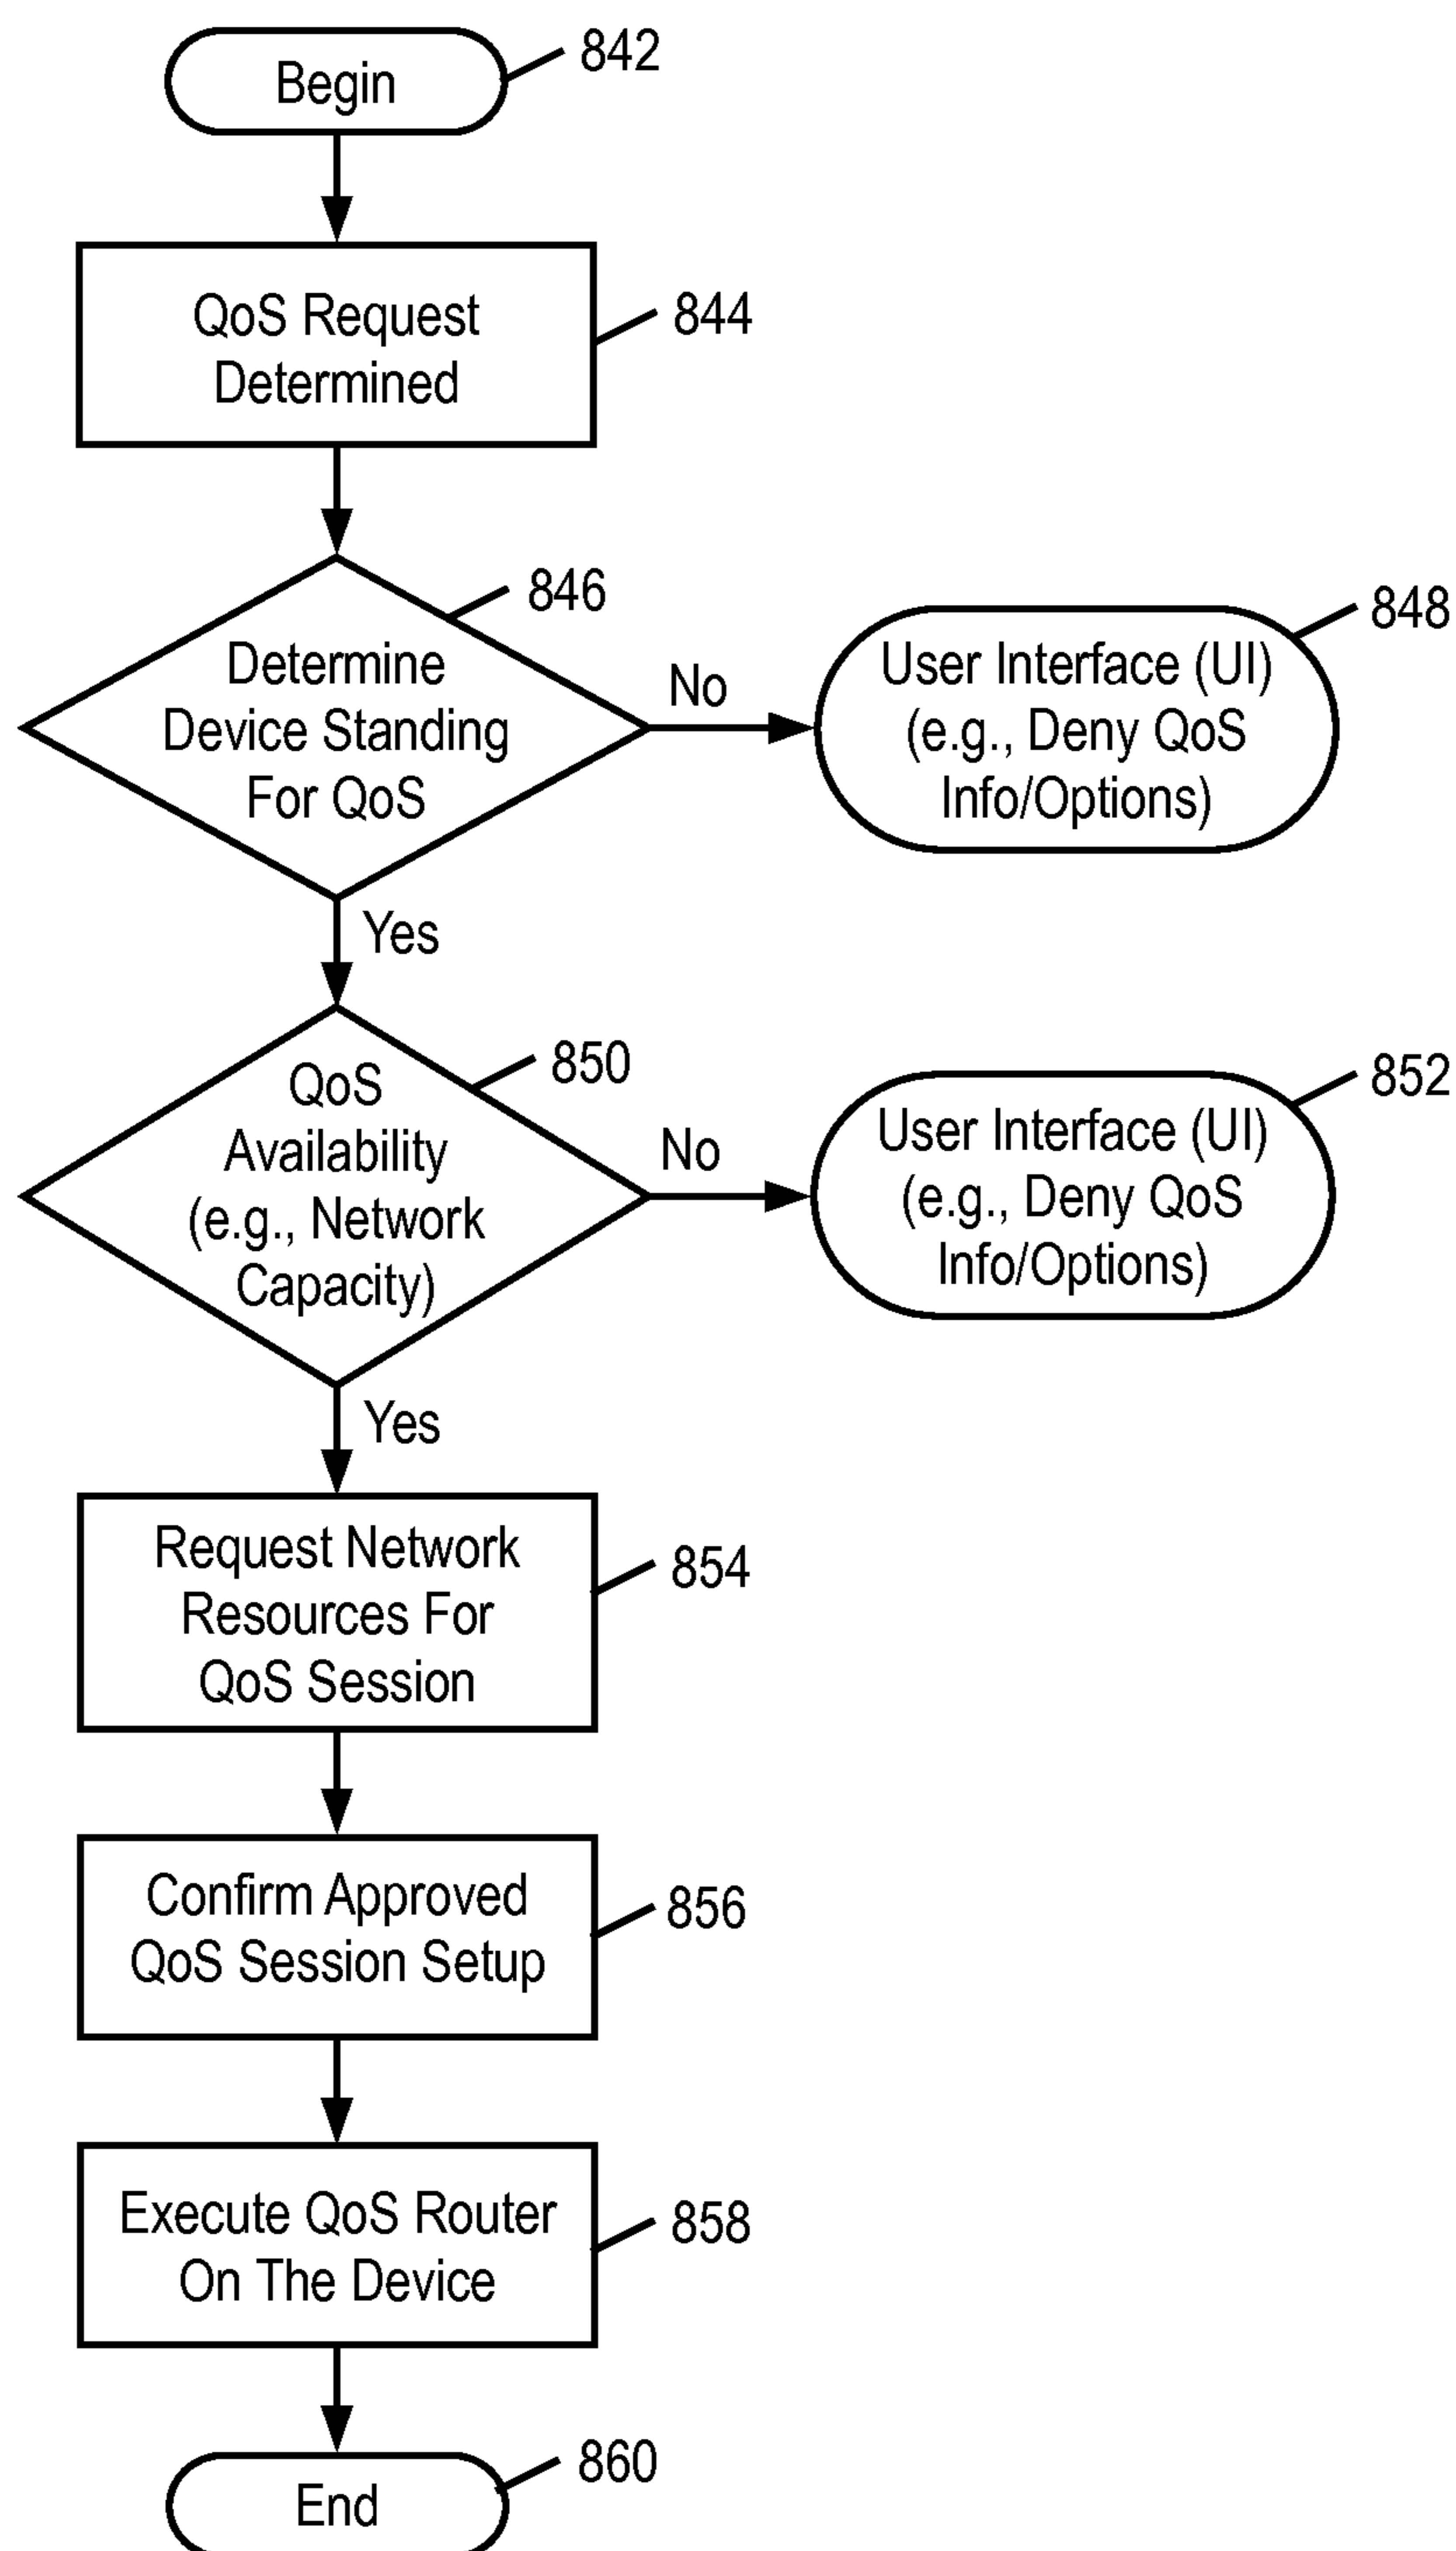 Begin
842
QoS Request
Determined
844
846
Determine
Device Standing
For QoS
No
848
User Interface (UI)
(e.g., Deny QoS
Info/Options)
Yes
850
QoS
Availability
(e.g., Network
Capacity)
No
852
User Interface (UI)
(e.g., Deny QoS
Info/Options)
Yes
Request Network
Resources For
QoS Session
854
Confirm Approved
QoS Session Setup
856
Execute QoS Router
On The Device
858
End
860